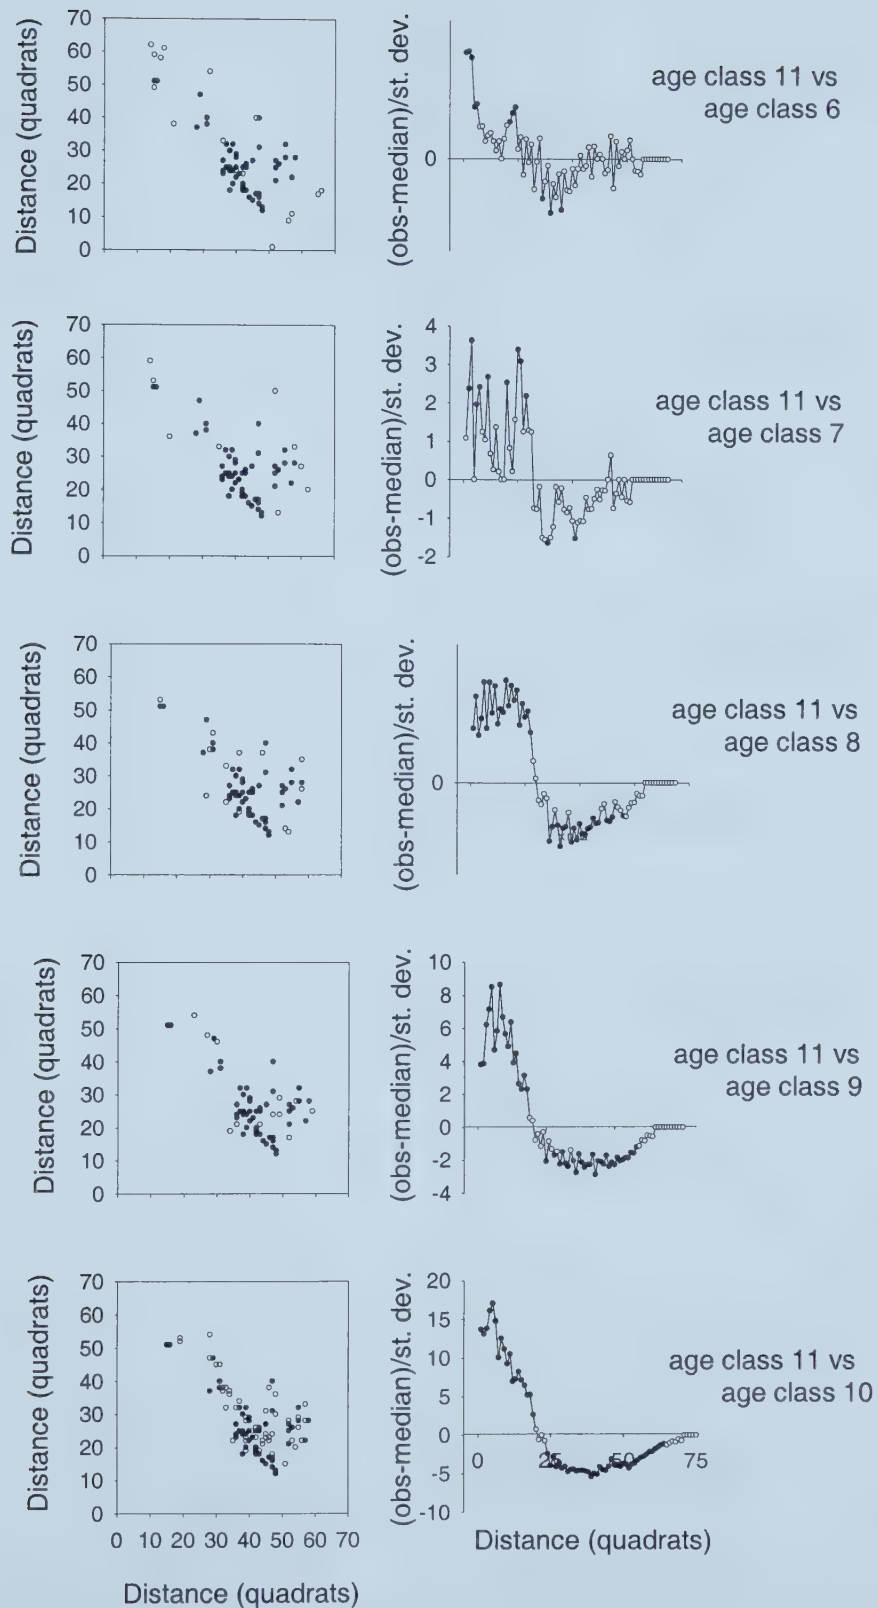 70
60
50
40
30
20
10
0
Distance (quadrats)
(obs-median)/st. dev.
0
age class 11 vs
age class 6
70
60
50
40
30
20
10
0
Distance (quadrats)
(obs-median)/st. dev.
4
3
2
1
0
-1
-2
age class 11 vs
age class 7
70
60
50
40
30
20
10
0
Distance (quadrats)
(obs-median)/st. dev.
0
age class 11 vs
age class 8
70
60
50
40
30
20
10
0
Distance (quadrats)
(obs-median)/st. dev.
10
8
6
4
2
0
-2
-4
age class 11 vs
age class 9
70
60
50
40
30
20
10
0
Distance (quadrats)
0 10 20 30 40 50 60 70
Distance (quadrats)
(obs-median)/st. dev.
20
15
10
5
0
-5
-10
0 25 50 75
Distance (quadrats)
age class 11 vs
age class 10